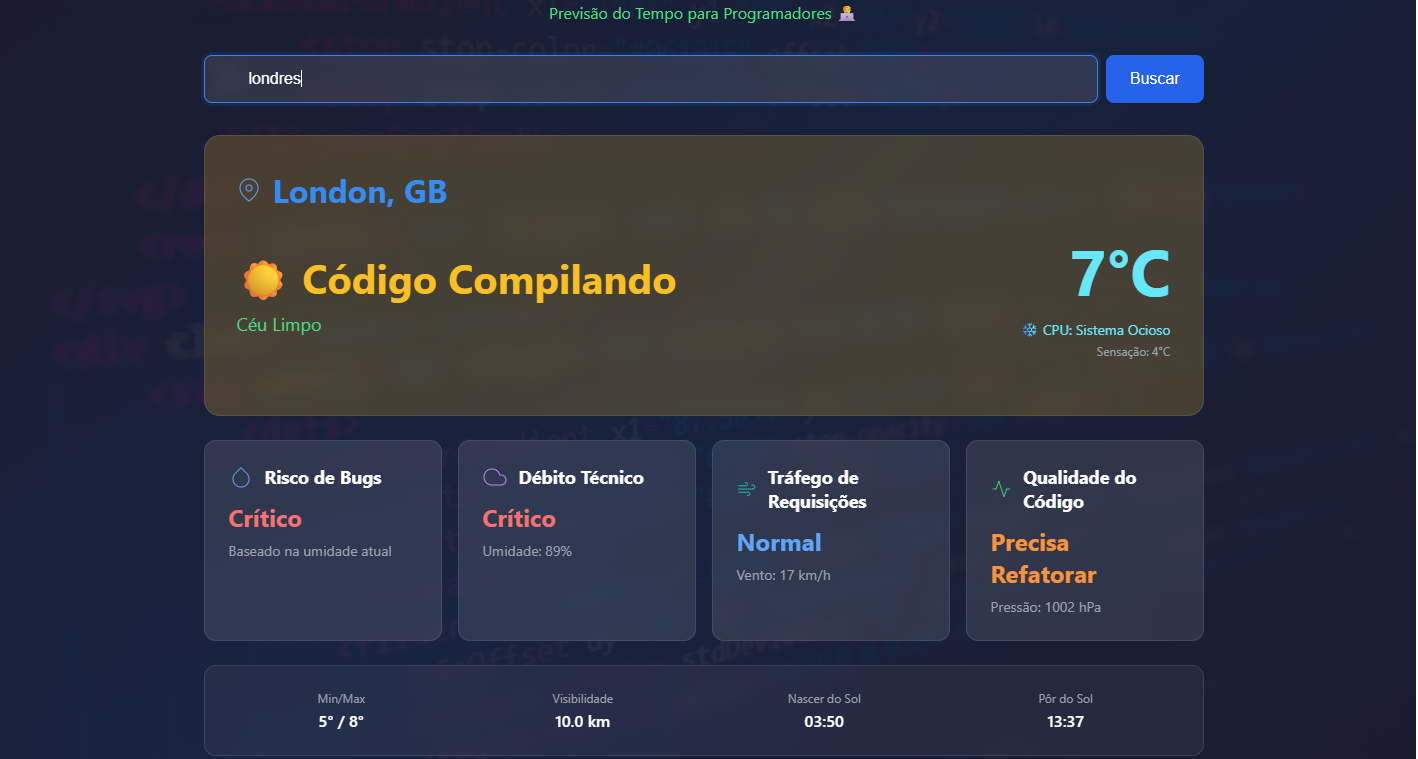 Previsão do Tempo para Programadores
londres
Buscar
London, GB
Código Compilando
Céu Limpo
7°C
CPU: Sistema Ocioso
Sensação: 4°C
Risco de Bugs
Crítico
Baseado na umidade atual
Débito Técnico
Crítico
Umidade: 89%
Tráfego de
Requisições
Normal
Vento: 17 km/h
Qualidade do
Código
Precisa
Refatorar
Pressão: 1002 hPa
Min/Max
5° / 8°
Visibilidade
10.0 km
Nascer do Sol
03:50
Pôr do Sol
13:37